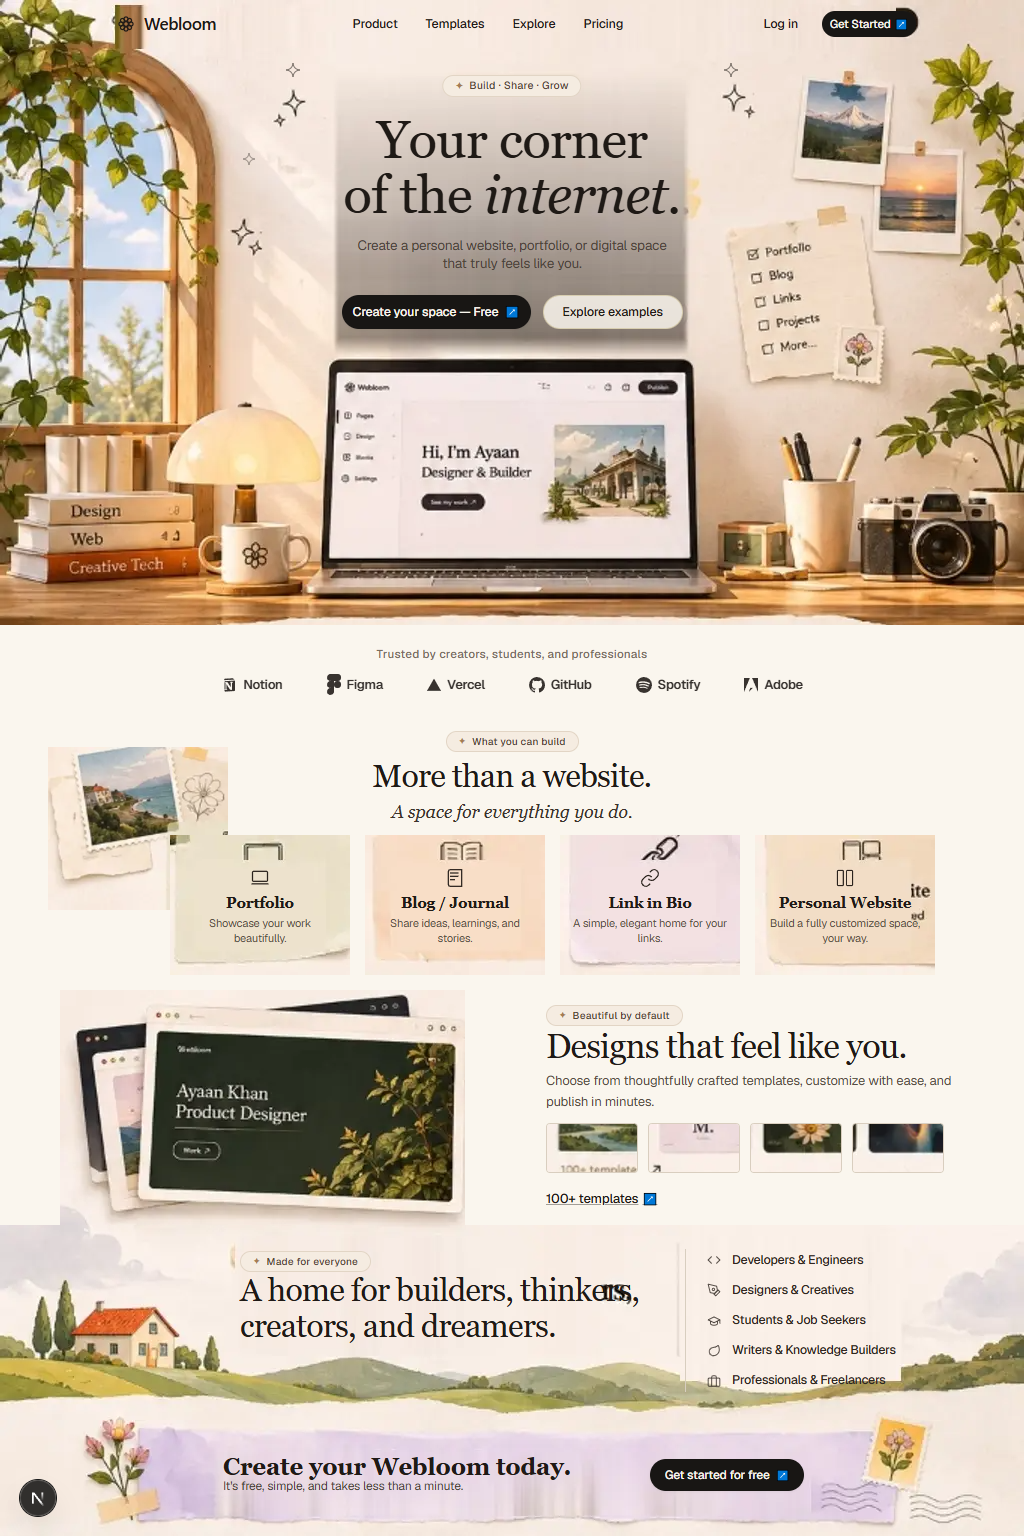 Webloom
Product
Templates
Explore
Pricing
Log in
Get Started
Build · Share · Grow
Your corner
of the internet.
Create a personal website, portfolio, or digital space
that truly feels like you.
Create your space — Free
Explore examples
Portfolio
Blog
Links
Projects
More...
Webloom
Publish
Pages
Design
Blocks
Settings
Hi, I'm Ayaan
Designer & Builder
See my work ↗
Design
Web
Creative Tech
Trusted by creators, students, and professionals
Notion
Figma
Vercel
GitHub
Spotify
Adobe
What you can build
More than a website.
A space for everything you do.
Portfolio
Showcase your work
beautifully.
Blog / Journal
Share ideas, learnings, and
stories.
Link in Bio
A simple, elegant home for your
links.
Personal Website
Build a fully customized space,
your way.
ite
ed
Webloom
Ayaan Khan
Product Designer
Work ↗
Beautiful by default
Designs that feel like you.
Choose from thoughtfully crafted templates, customize with ease, and
publish in minutes.
100+ template
M.
100+ templates
Made for everyone
A home for builders, thinkers,
creators, and dreamers.
Developers & Engineers
Designers & Creatives
Students & Job Seekers
Writers & Knowledge Builders
Professionals & Freelancers
Create your Webloom today.
It's free, simple, and takes less than a minute.
Get started for free
N